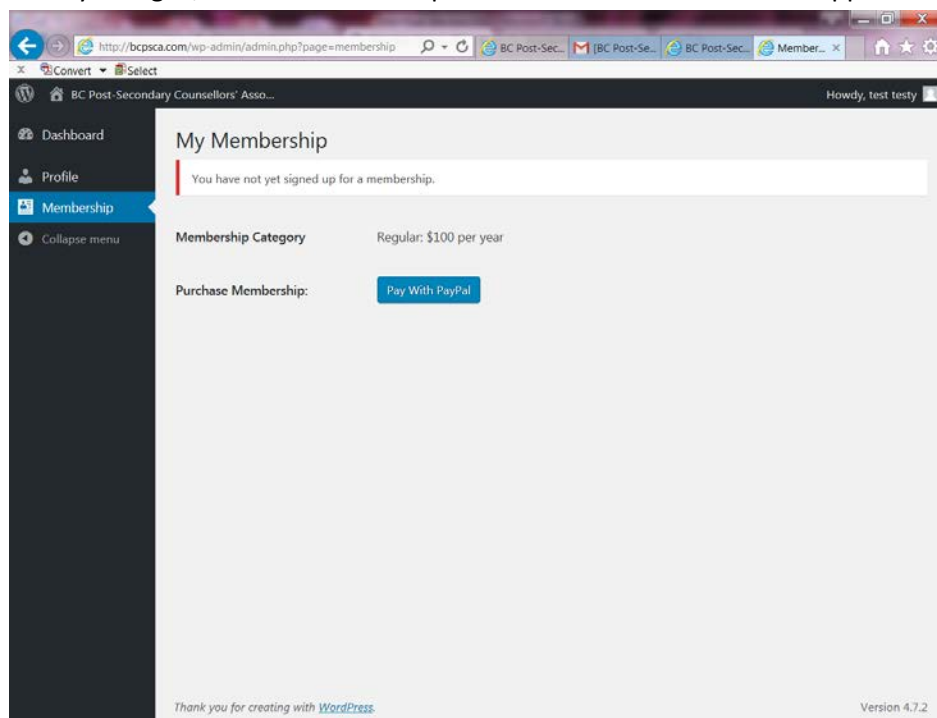 http://bcpsca.com/wp-admin/admin.php?page=membership
BC Post-Sec...
[BC Post-Se...
BC Post-Sec...
Member...
x Convert Select
BC Post-Secondary Counsellors' Asso...
Howdy, test testy
Dashboard
Profile
Membership
Collapse menu
My Membership
You have not yet signed up for a membership.
Membership Category Regular: $100 per year
Purchase Membership: Pay With PayPal
Thank you for creating with WordPress.
Version 4.7.2